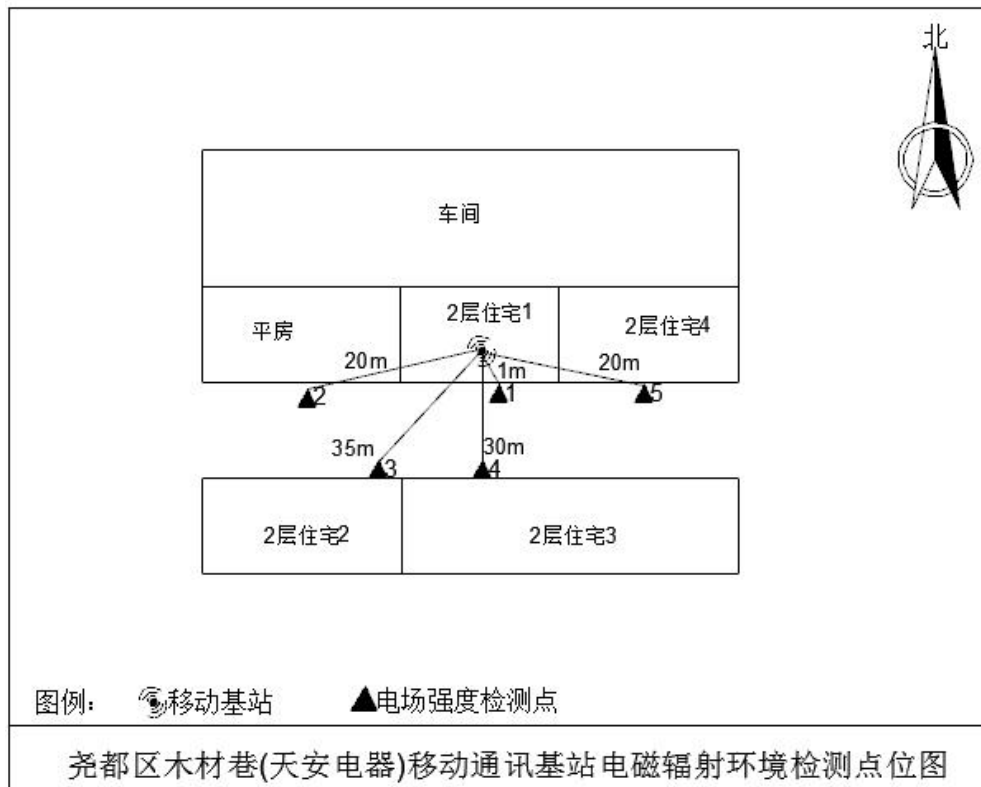 北
车间
平房
2层住宅1
2层住宅4
20m
1m
20m
2
1
5
35m
30m
3
4
2层住宅2
2层住宅3
图例： 移动基站 电场强度检测点
尧都区木材巷(天安电器)移动通讯基站电磁辐射环境检测点位图